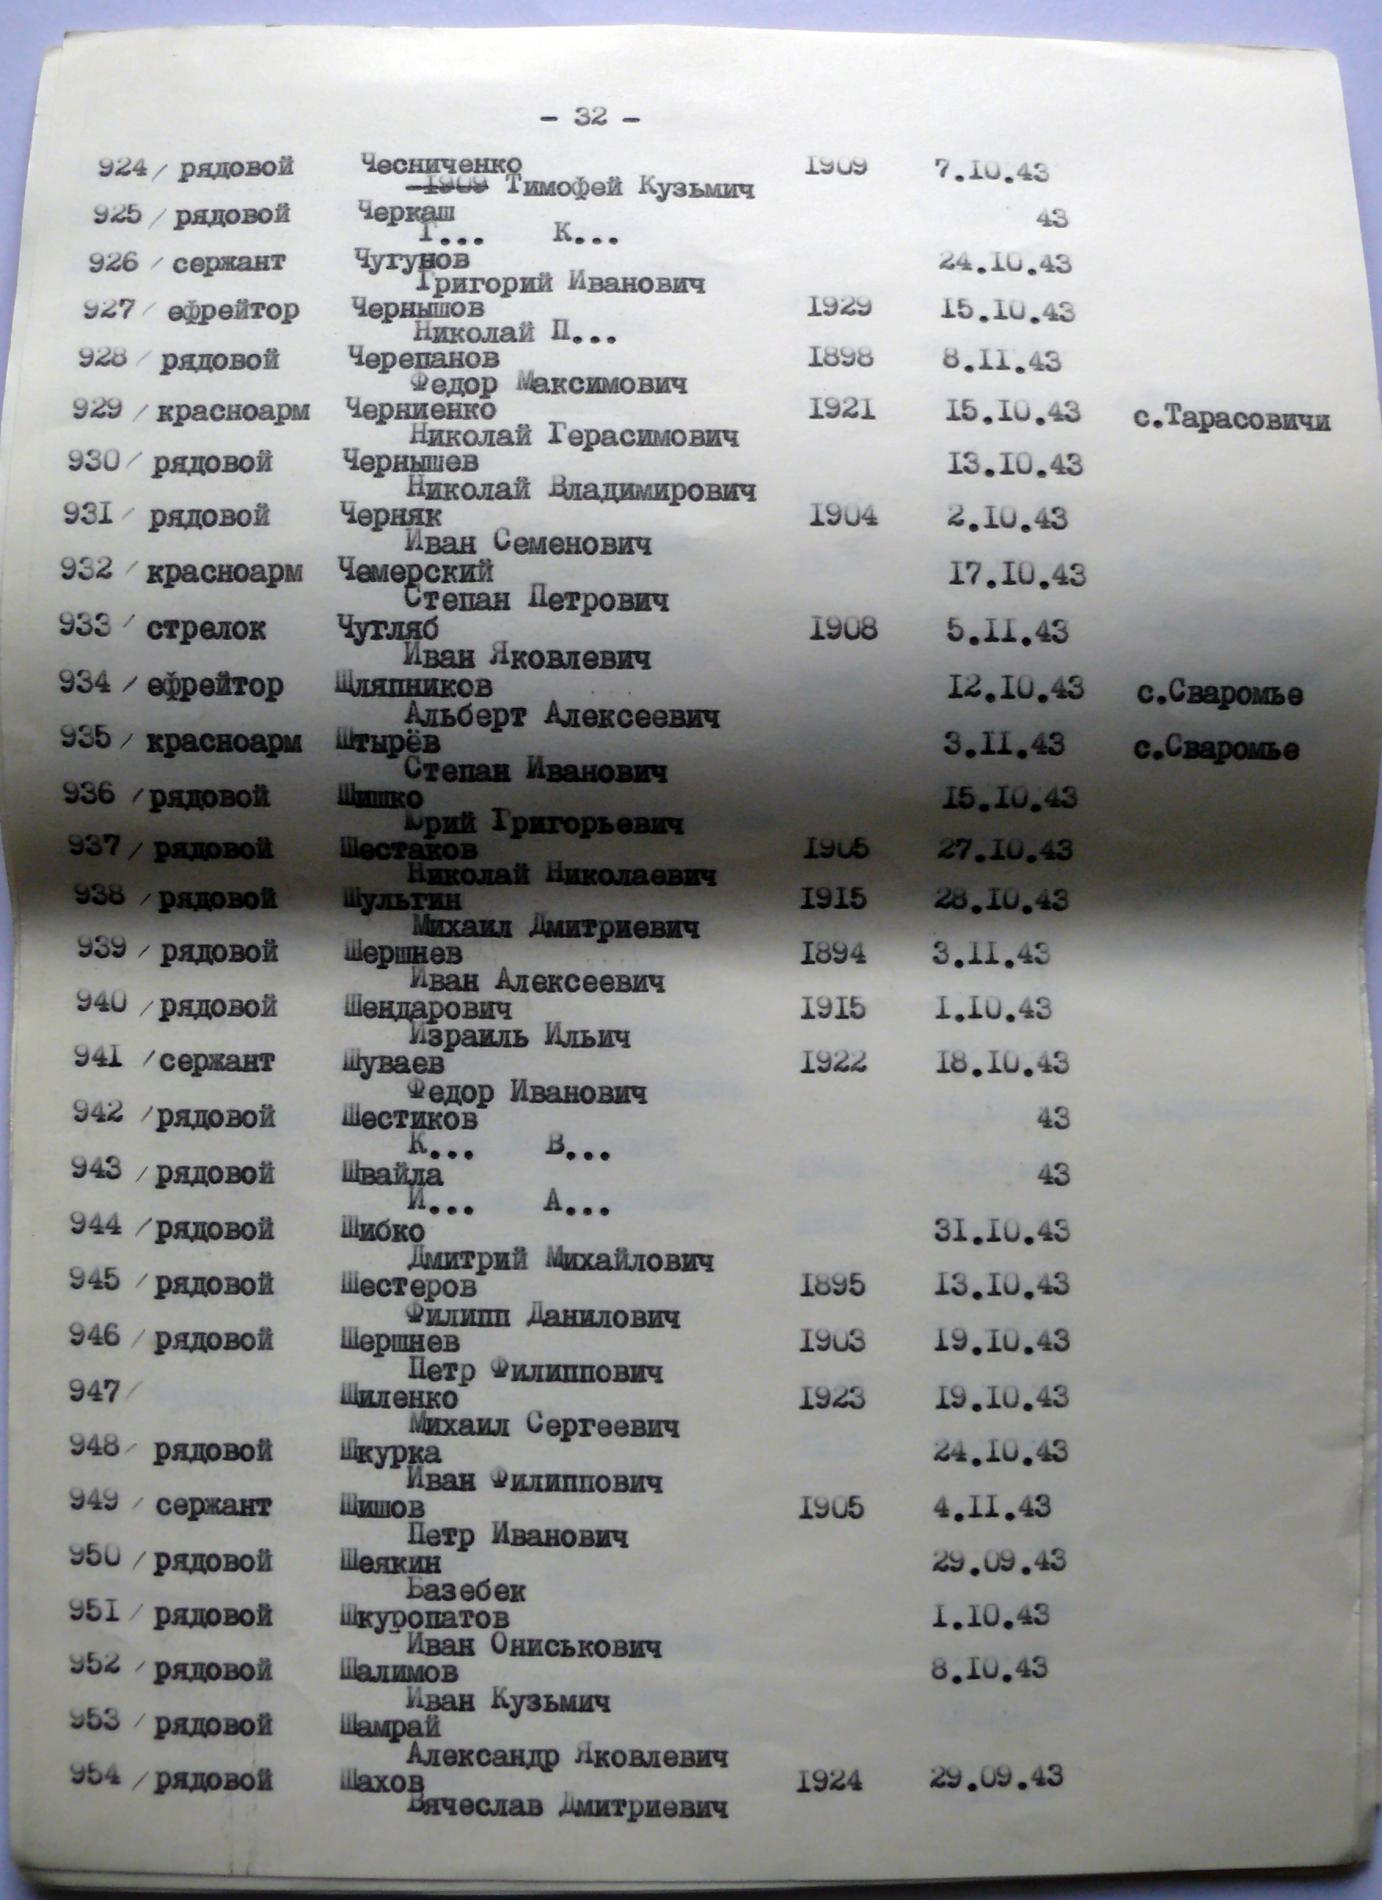 - 32 -
924/ рядовой Чесниченко 1909 7.10.43
1909 Тимофей Кузьмич
925/ рядовой Черкаш 43
Г... К...
926/ сержант Чугунов 24.10.43
Григорий Иванович
927/ ефрейтор Чернышов 1929 15.10.43
Николай П...
928/ рядовой Черепанов 1898 8.11.43
Федор Максимович
929/ красноарм Черниенко 1921 15.10.43 с.Тарасовичи
Николай Герасимович
930/ рядовой Чернышев 13.10.43
Николай Владимирович
931/ рядовой Черняк 1904 2.10.43
Иван Семенович
932/ красноарм Чемерский 17.10.43
Степан Петрович
933/ стрелок Чугляб 1908 5.11.43
Иван Яковлевич
934/ ефрейтор Шляпников 12.10.43 с.Сваромье
Альберт Алексеевич
935/ красноарм Штырёв 3.11.43 с.Сваромье
Степан Иванович
936/ рядовой Шишко 15.10.43
Юрий Григорьевич
937/ рядовой Шестаков 1905 27.10.43
Николай Николаевич
938/ рядовой Шульгин 1915 28.10.43
Михаил Дмитриевич
939/ рядовой Шершнев 1894 3.11.43
Иван Алексеевич
940/ рядовой Шендарович 1915 1.10.43
Израиль Ильич
941/ сержант Шуваев 1922 18.10.43
Федор Иванович
942/ рядовой Шестиков 43
К... В...
943/ рядовой Швайла 43
И... А...
944/ рядовой Шибко 31.10.43
Дмитрий Михайлович
945/ рядовой Шестеров 1895 13.10.43
Филипп Данилович
946/ рядовой Шершнев 1903 19.10.43
Петр Филиппович
947/ Шиленко 1923 19.10.43
Михаил Сергеевич
948/ рядовой Шкурка 24.10.43
Иван Филиппович
949/ сержант Шишов 1905 4.11.43
Петр Иванович
950/ рядовой Шеякин 29.09.43
Базебек
951/ рядовой Шкуропатов 1.10.43
Иван Ониськович
952/ рядовой Шалимов 8.10.43
Иван Кузьмич
953/ рядовой Шамрай
Александр Яковлевич
954/ рядовой Шахов 1924 29.09.43
Вячеслав Дмитриевич